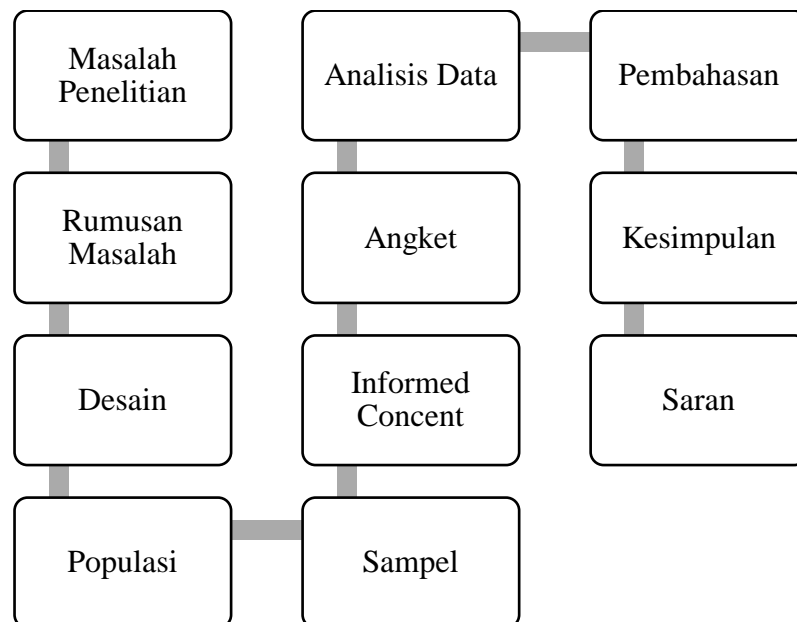 Masalah
Penelitian
Rumusan
Masalah
Desain
Populasi
Sampel
Informed
Concent
Angket
Analisis Data
Pembahasan
Kesimpulan
Saran